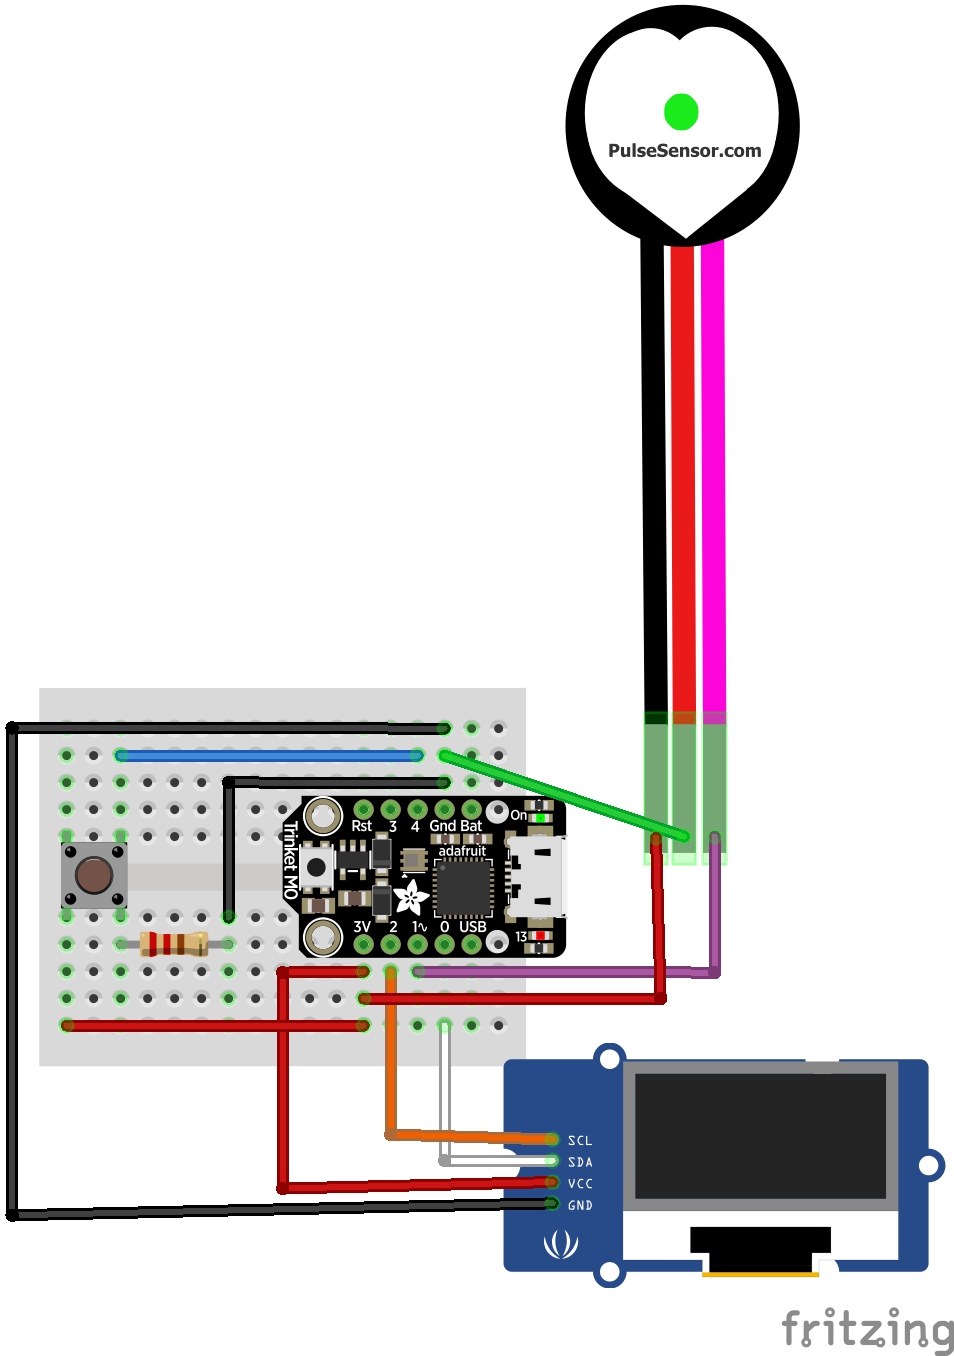 PulseSensor.com
Rst 3 4 Gnd Bat
On
adafruit
Trinket M0
3V 2 1~ 0 USB
13
SCL
SDA
VCC
GND
fritzing